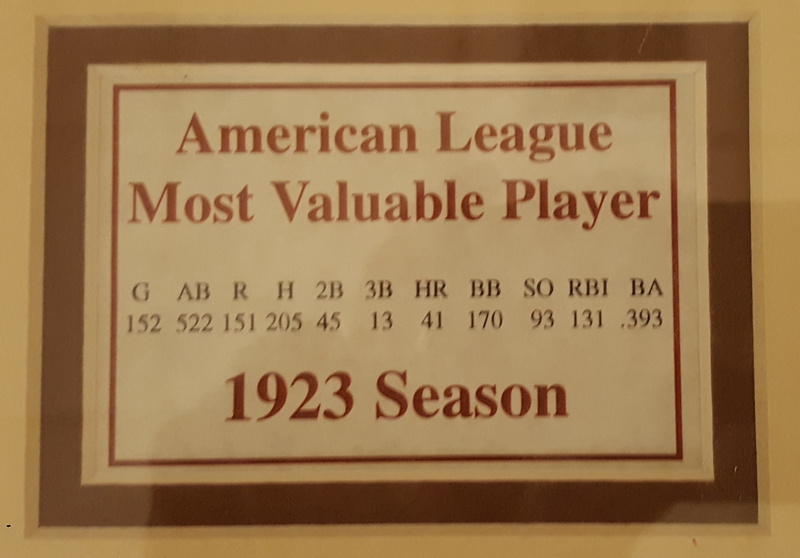 American League
Most Valuable Player
G AB R H 2B 3B HR BB SO RBI BA
152 522 151 205 45 13 41 170 93 131 .393
1923 Season